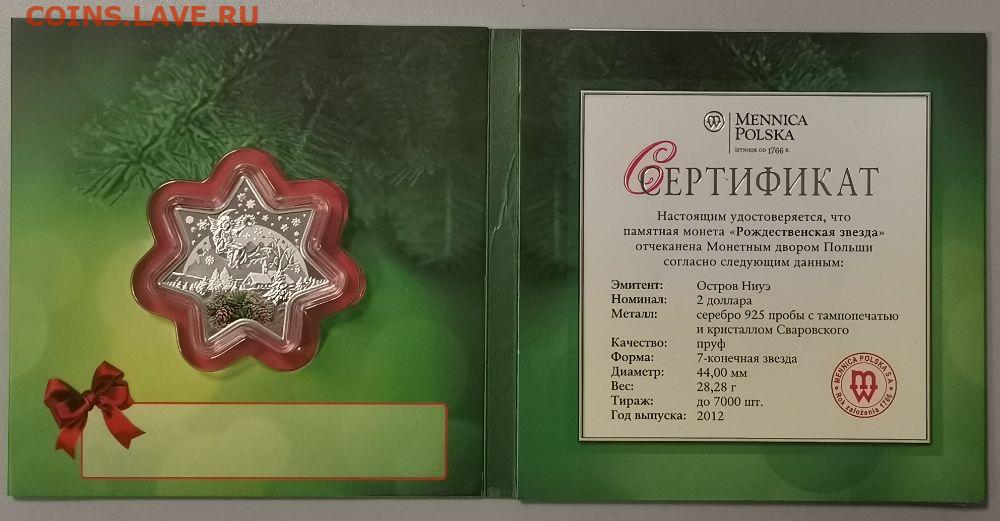 COINS.LAVE.RU
MENNICA
POLSKA
ISTNIEJE OD 1766 R.
СЕРТИФИКАТ
Настоящим удостоверяется, что
памятная монета «Рождественская звезда»
отчеканена Монетным двором Польши
согласно следующим данным:
Эмитент: Остров Ниуэ
Номинал: 2 доллара
Металл: серебро 925 пробы с тампопечатью
и кристаллом Сваровского
Качество: пруф
Форма: 7-конечная звезда
Диаметр: 44,00 мм
Вес: 28,28 г
Тираж: до 7000 шт.
Год выпуска: 2012
MENNICA POLSKA S A
Rok założenia 1766